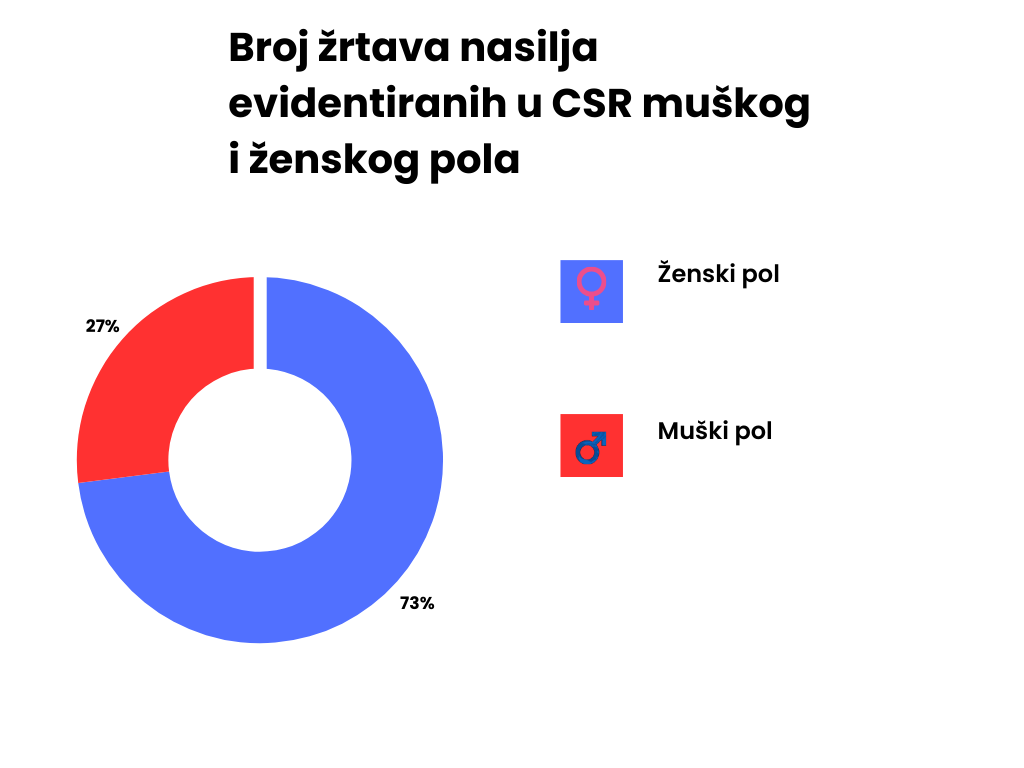 Broj žrtava nasilja
evidentiranih u CSR muškog
i ženskog pola
Ženski pol
27%
Muški pol
73%